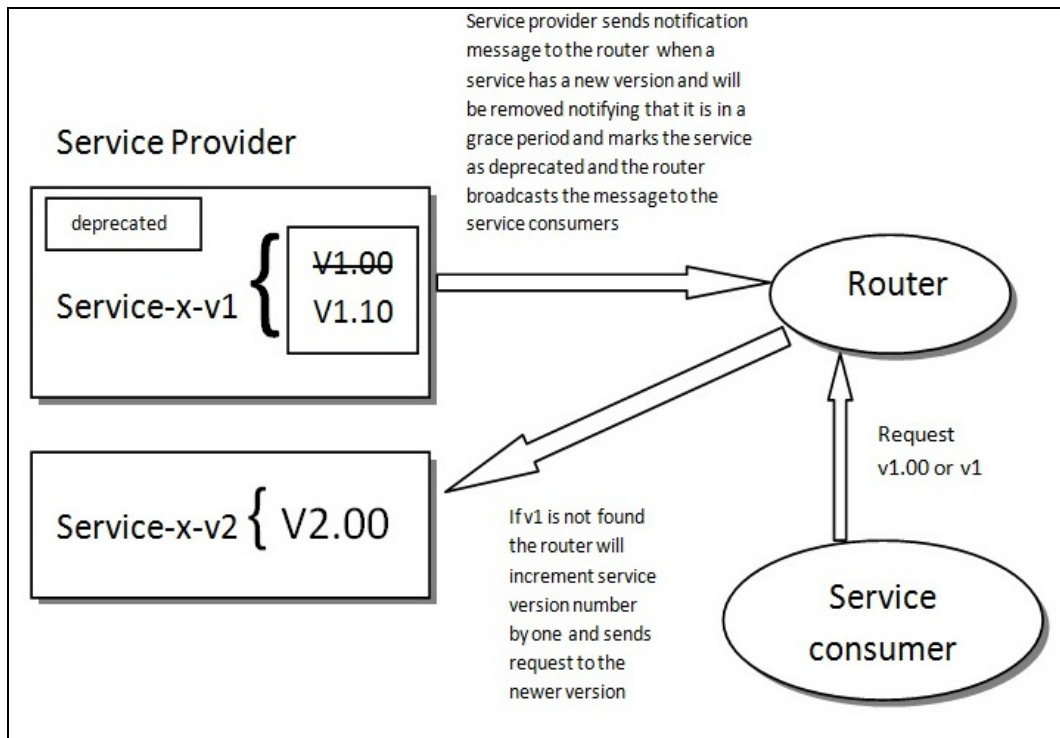 Service provider sends notification
message to the router when a
service has a new version and will
be removed notifying that it is in a
grace period and marks the service
as deprecated and the router
broadcasts the message to the
service consumers
Service Provider
deprecated
Service-x-v1
V1.00
V1.10
Router
Request
v1.00 or v1
Service-x-v2
V2.00
If v1 is not found
the router will
increment service
version number
by one and sends
request to the
newer version
Service
consumer